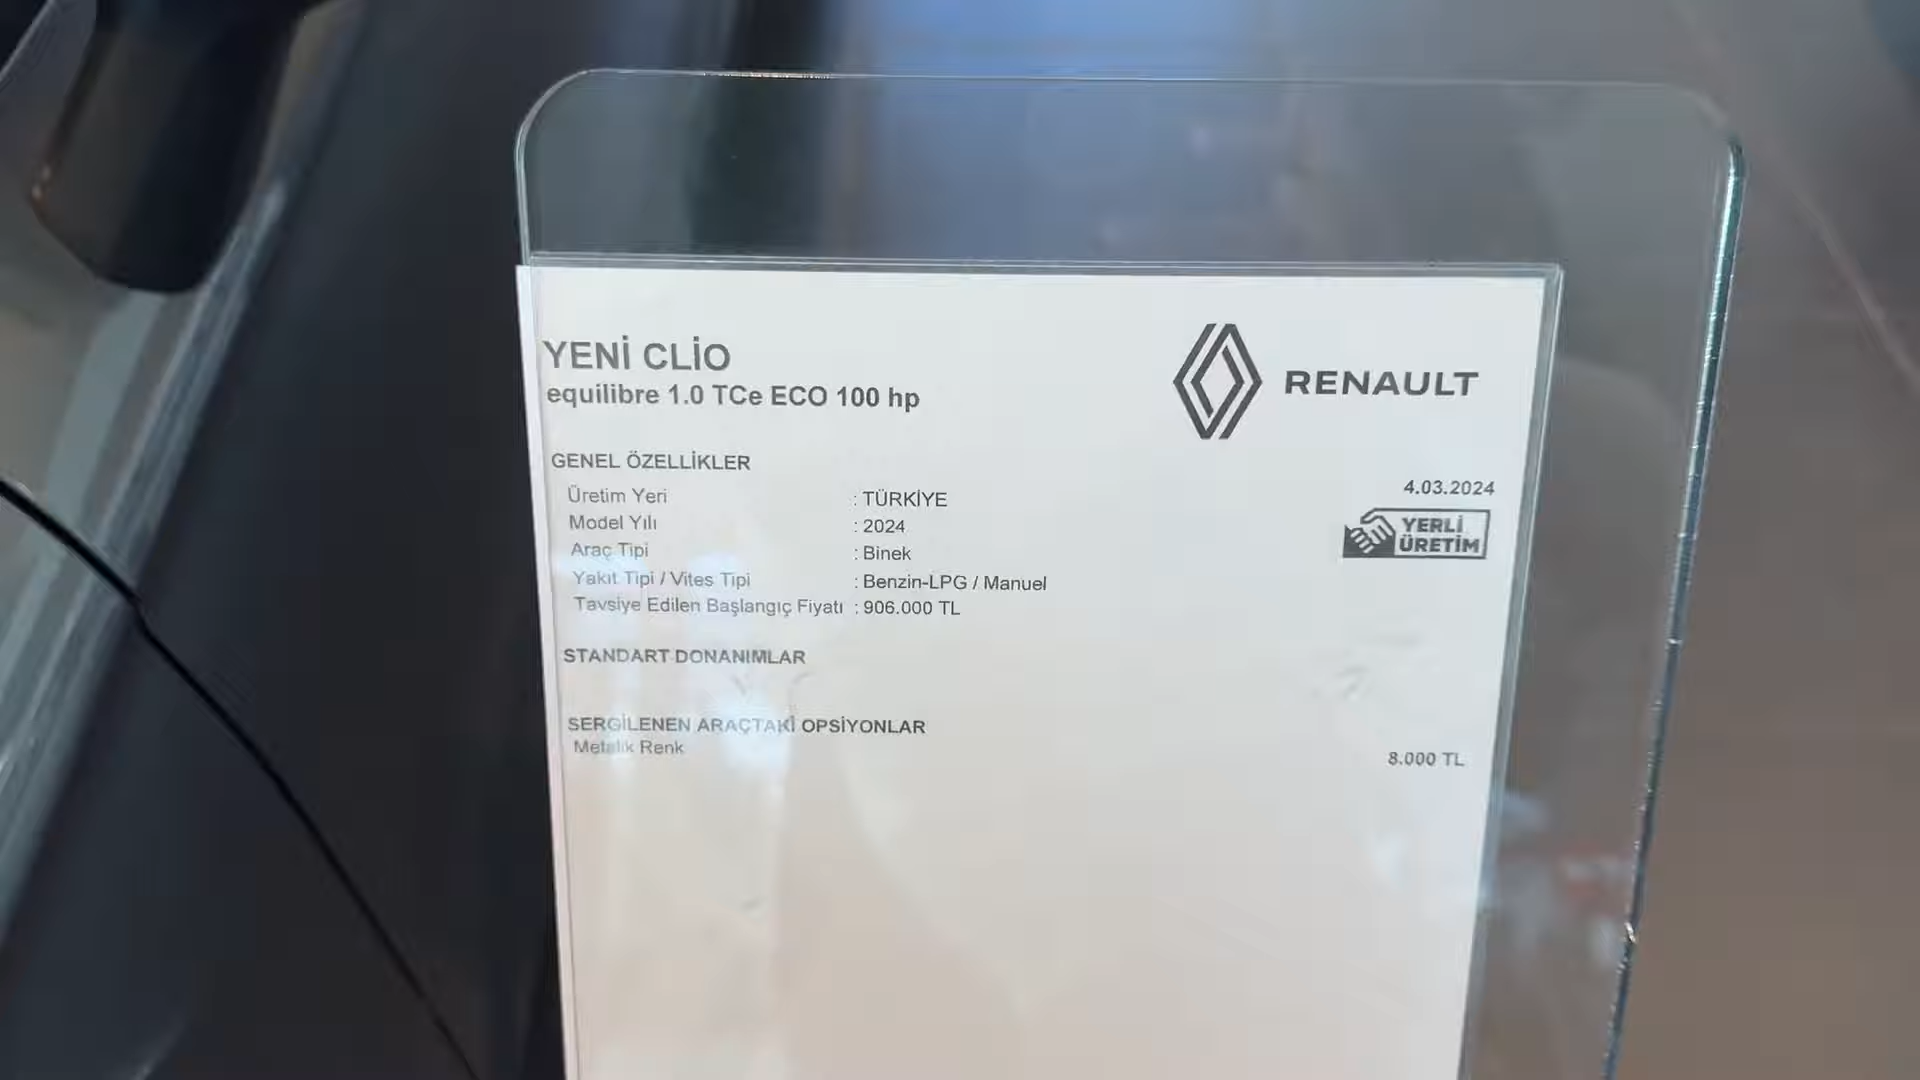 YENİ CLİO
equilibre 1.0 TCe ECO 100 hp
RENAULT
GENEL ÖZELLİKLER
4.03.2024
Üretim Yeri : TÜRKİYE
Model Yılı : 2024
YERLİ
ÜRETİM
Araç Tipi : Binek
Yakıt Tipi / Vites Tipi : Benzin-LPG / Manuel
Tavsiye Edilen Başlangıç Fiyatı : 906.000 TL
STANDART DONANIMLAR
SERGİLENEN ARAÇTAKİ OPSİYONLAR
Metalik Renk 8.000 TL